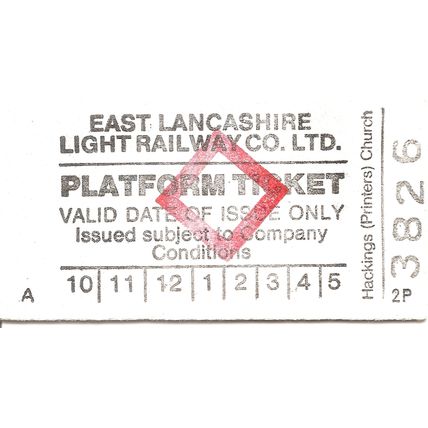 EAST LANCASHIRE
LIGHT RAILWAY CO. LTD.
PLATFORM TICKET
VALID DATE OF ISSUE ONLY
Issued subject to Company
Conditions
A 10 11 12 1 2 3 4 5
Hackings (Printers) Church
3826
2P